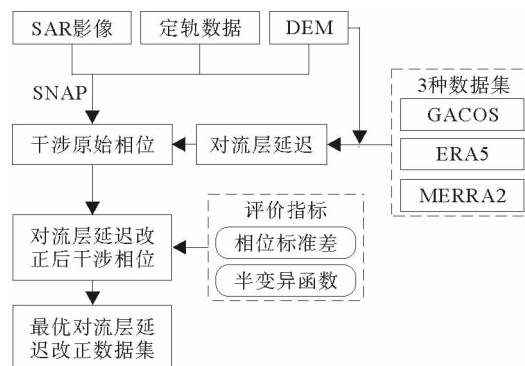 SAR影像
定轨数据
DEM
SNAP
3种数据集
GACOS
ERA5
MERRA2
干涉原始相位
对流层延迟
评价指标
相位标准差
半变异函数
对流层延迟改
正后干涉相位
最优对流层延
迟改正数据集